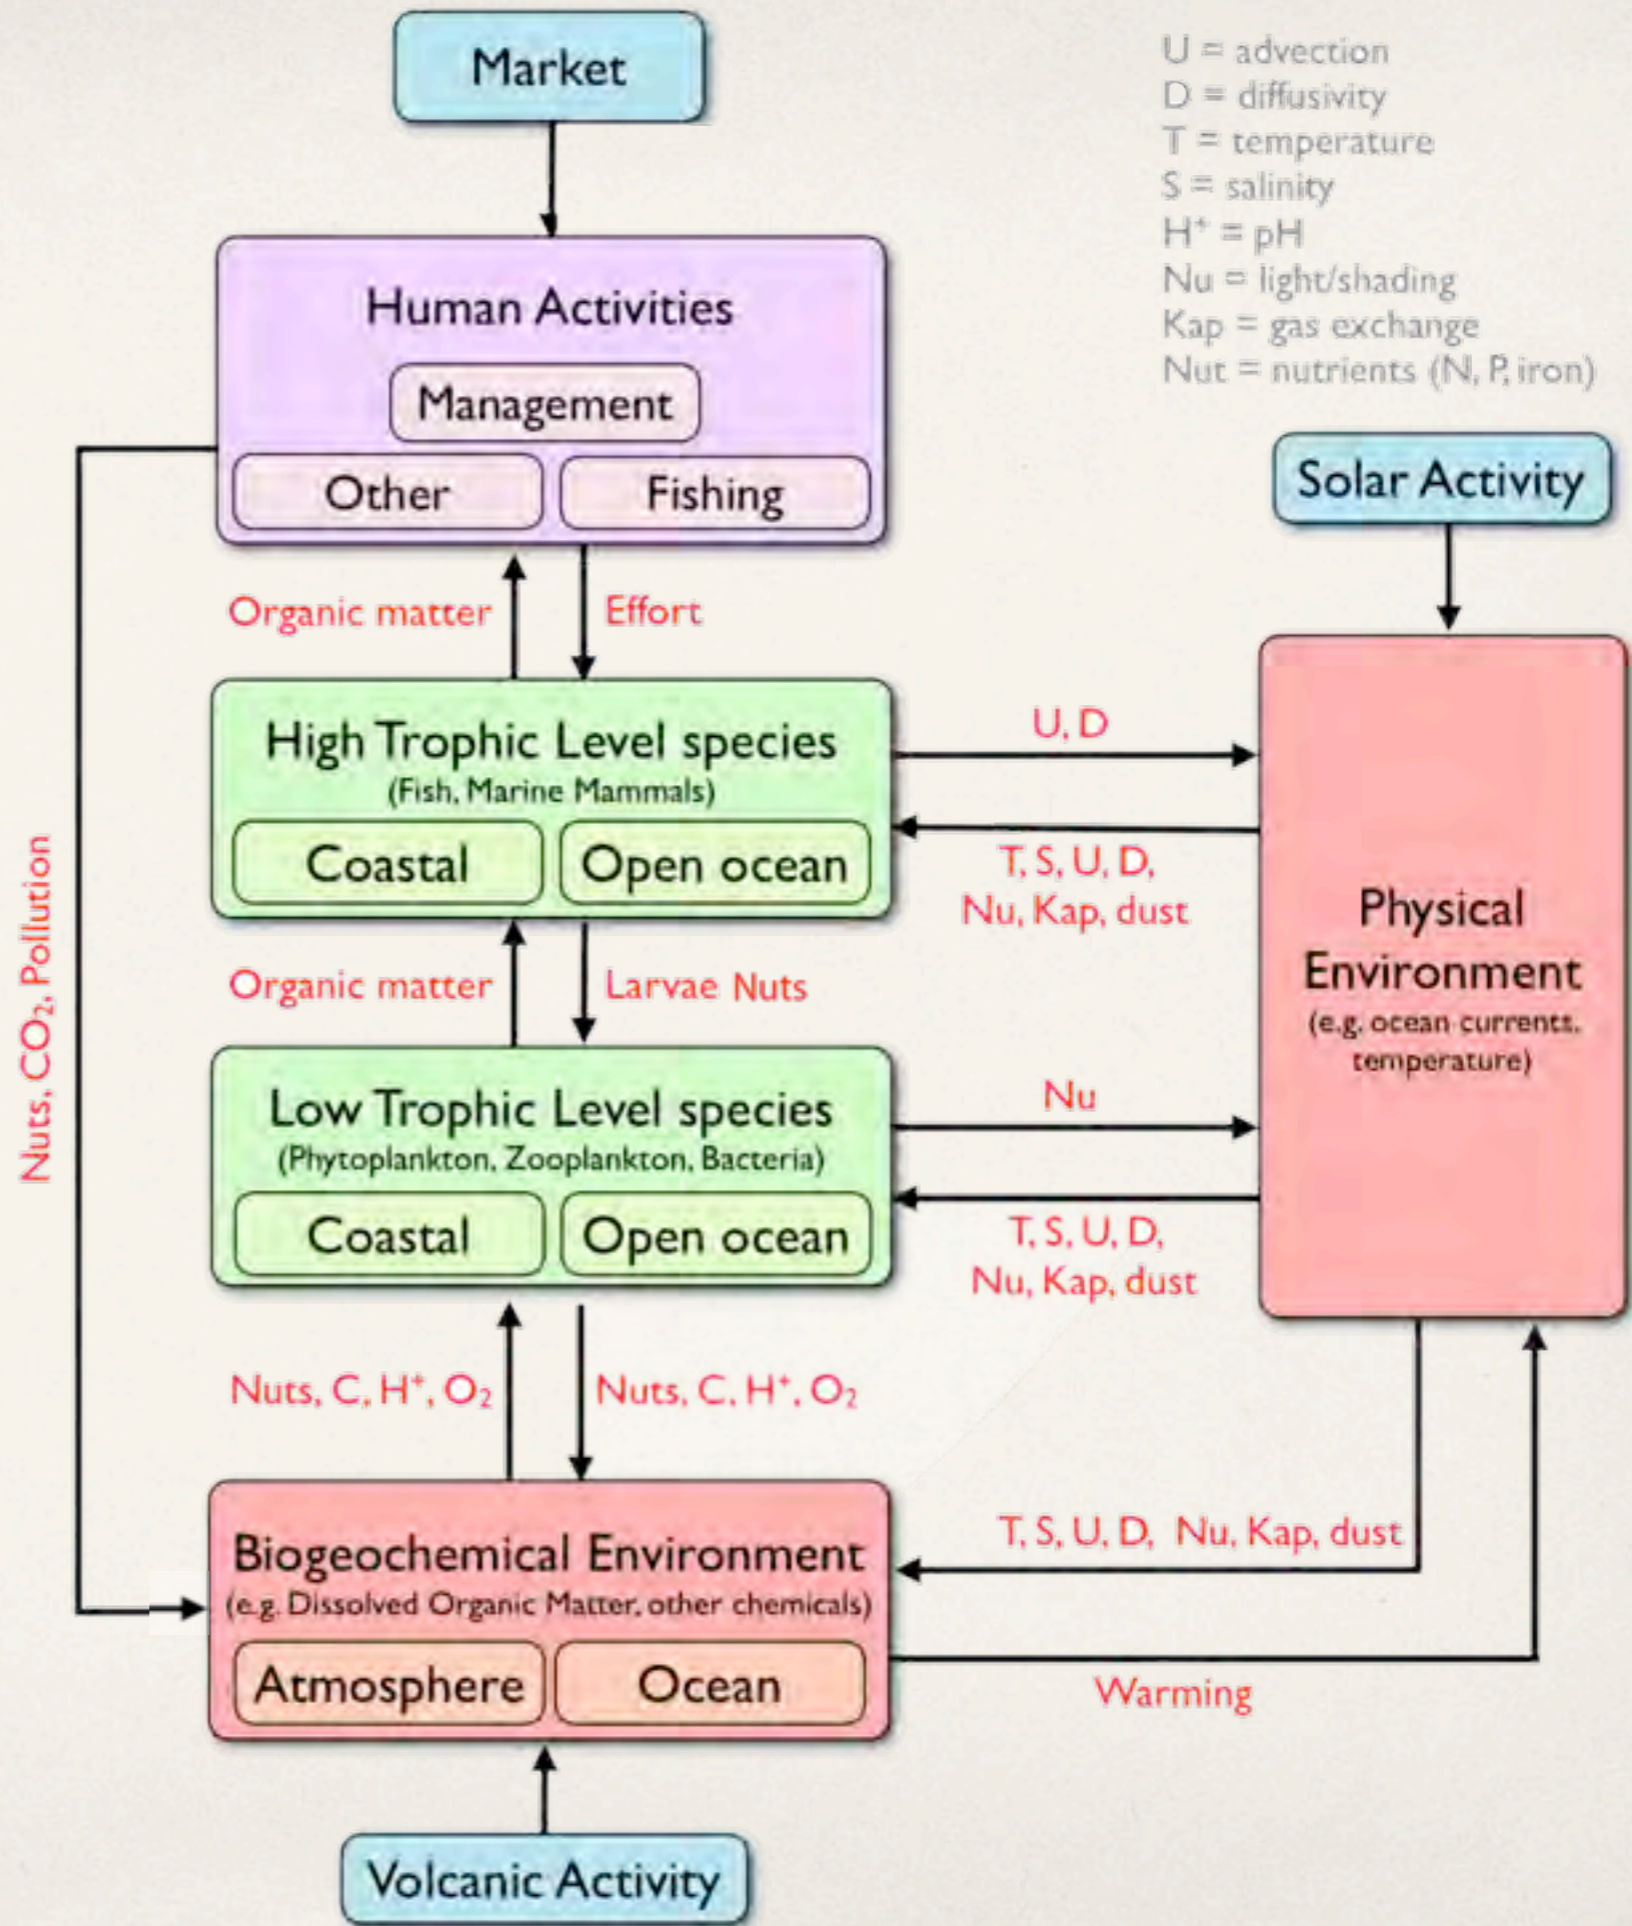 Market
U = advection
D = diffusivity
T = temperature
S = salinity
H⁺ = pH
Nu = light/shading
Kap = gas exchange
Nut = nutrients (N, P, iron)
Human Activities
Management
Other
Fishing
Solar Activity
Organic matter
Effort
High Trophic Level species
(Fish, Marine Mammals)
Coastal
Open ocean
U, D
T, S, U, D,
Nu, Kap, dust
Physical
Environment
(e.g. ocean currents,
temperature)
Nuts, CO₂, Pollution
Organic matter
Larvae Nuts
Low Trophic Level species
(Phytoplankton, Zooplankton, Bacteria)
Coastal
Open ocean
Nu
T, S, U, D,
Nu, Kap, dust
Nuts, C, H⁺, O₂
Nuts, C, H⁺, O₂
Biogeochemical Environment
(e.g. Dissolved Organic Matter, other chemicals)
Atmosphere
Ocean
T, S, U, D, Nu, Kap, dust
Warming
Volcanic Activity